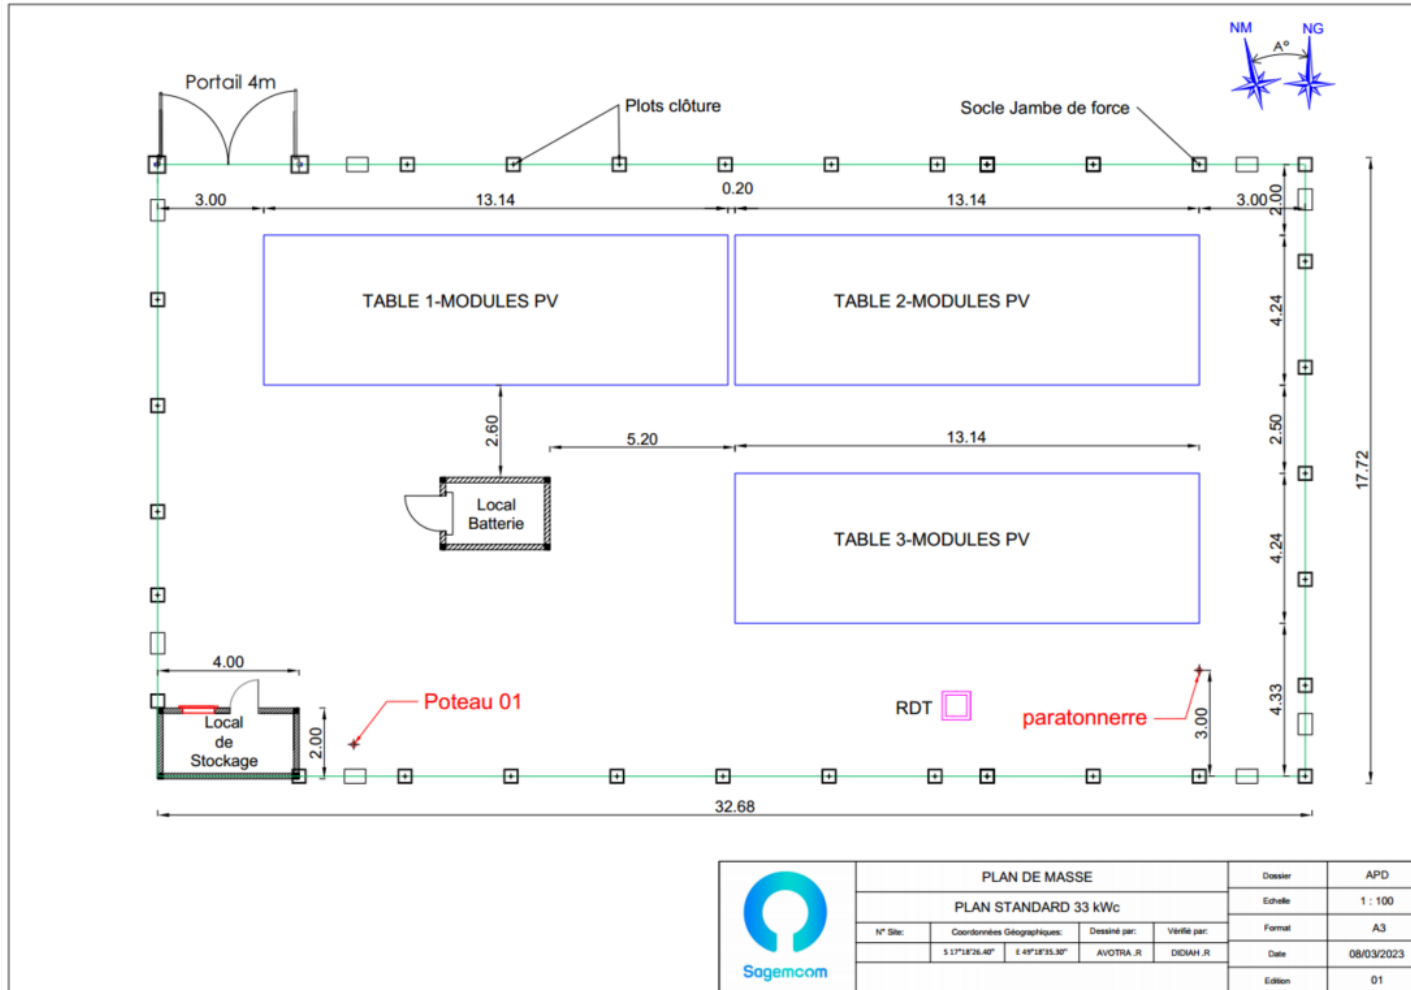 NM
NG
A°
Portail 4m
Plots clôture
Socle Jambe de force
0.20
3.00
13.14
13.14
3.00
2.00
TABLE 1-MODULES PV
TABLE 2-MODULES PV
4.24
2.60
5.20
13.14
2.50
17.72
Local
Batterie
TABLE 3-MODULES PV
4.24
4.00
Poteau 01
RDT
paratonnerre
3.00
4.33
Local
de
Stockage
2.00
32.68
Sagemcom
PLAN DE MASSE
PLAN STANDARD 33 kWc
N° Site:
Coordonnées Géographiques:
Dessiné par:
Vérifié par:
S 17°18'26.40"
E 49°18'35.30"
AVOTRA .R
DIDIAH .R
Dossier
APD
Echelle
1 : 100
Format
A3
Date
08/03/2023
Edition
01